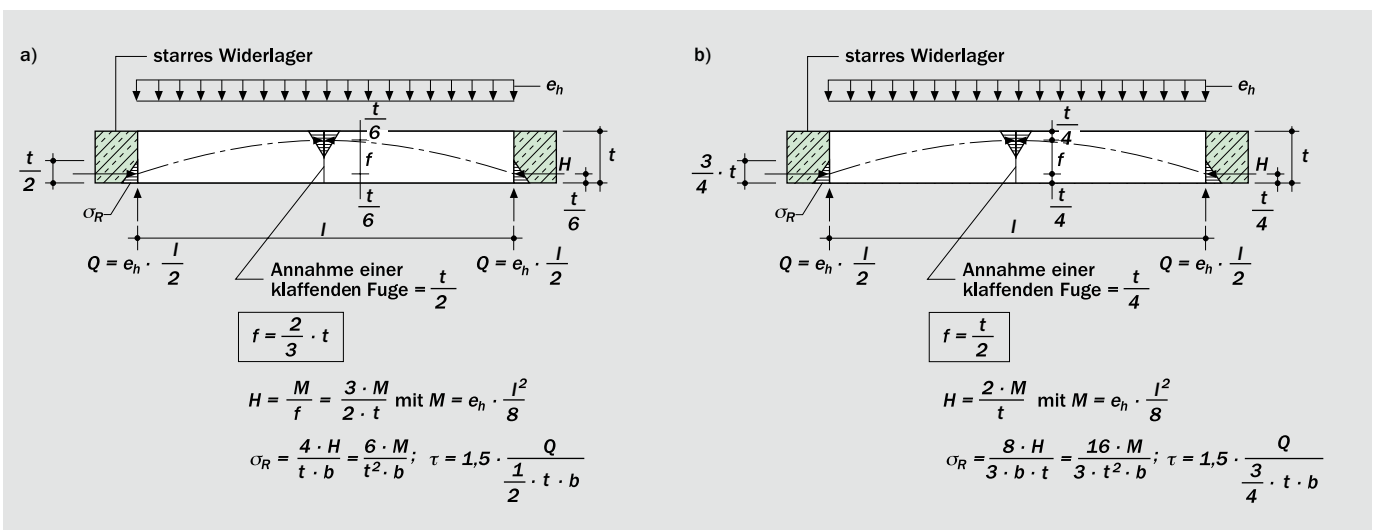 a)
starres Widerlager
e_h
t/6
t/2
f
H
t
σ_R
t/6
t/6
l
Q = e_h · l/2
Q = e_h · l/2
Annahme einer
klaffenden Fuge = t/2
f = 2/3 · t
H = M/f = 3 · M/2 · t mit M = e_h · l²/8
σ_R = 4 · H/t · b = 6 · M/t² · b; τ = 1,5 · Q/(1/2 · t · b)
b)
starres Widerlager
e_h
t/4
3/4 · t
f
H
t
σ_R
t/4
t/4
l
Q = e_h · l/2
Q = e_h · l/2
Annahme einer
klaffenden Fuge = t/4
f = t/2
H = 2 · M/t mit M = e_h · l²/8
σ_R = 8 · H/3 · b · t = 16 · M/3 · t² · b; τ = 1,5 · Q/(3/4 · t · b)